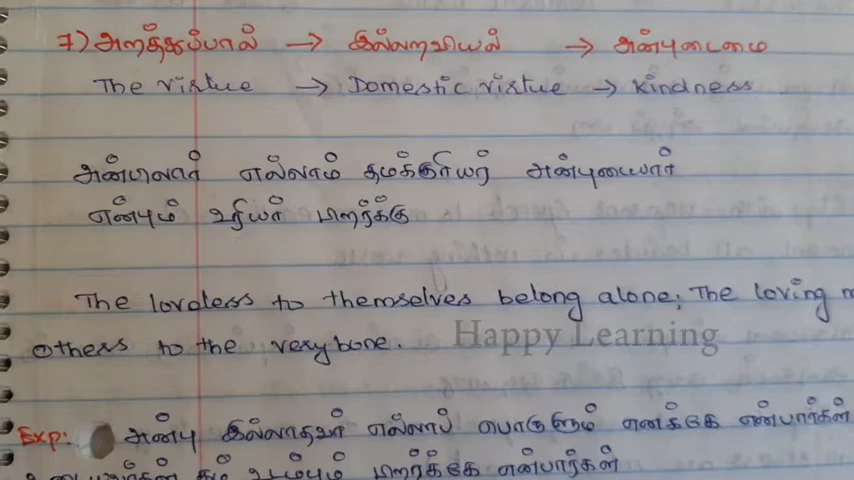 7) அறத்துப்பால் → இல்லறவியல் → அன்புடைமை
The virtue → Domestic virtue → Kindness
அன்பிலார் எல்லாம் தமக்குரியர் அன்புடையார்
என்பும் உரியர் பிறர்க்கு
The loveless to themselves belong alone; The loving
others to the very bone.
Happy Learning
Exp: அன்பு இல்லாதவர் எல்லாப் பொருளும் எனக்கே என்பார்கள்
தம் உடம்பும் பிறர்க்கே என்பார்கள்